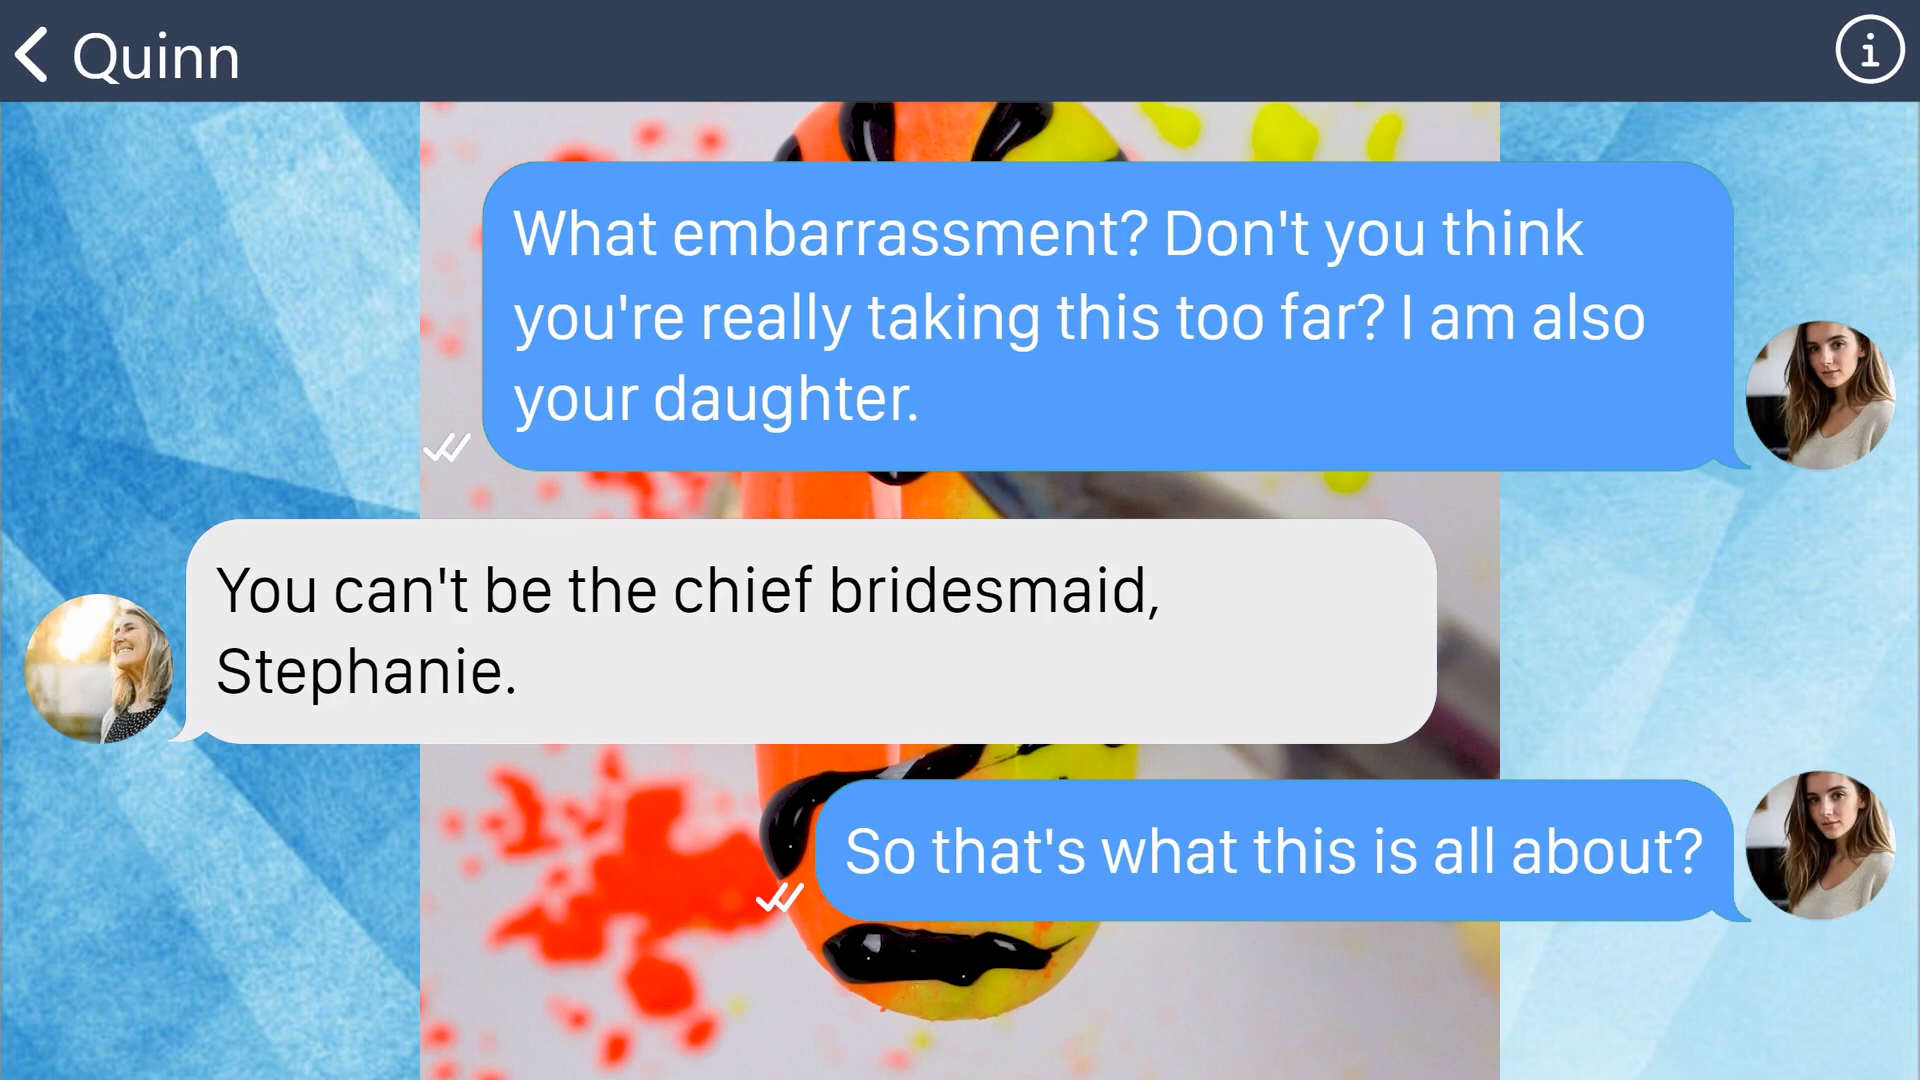 Quinn
What embarrassment? Don't you think
you're really taking this too far? I am also
your daughter.
You can't be the chief bridesmaid,
Stephanie.
So that's what this is all about?